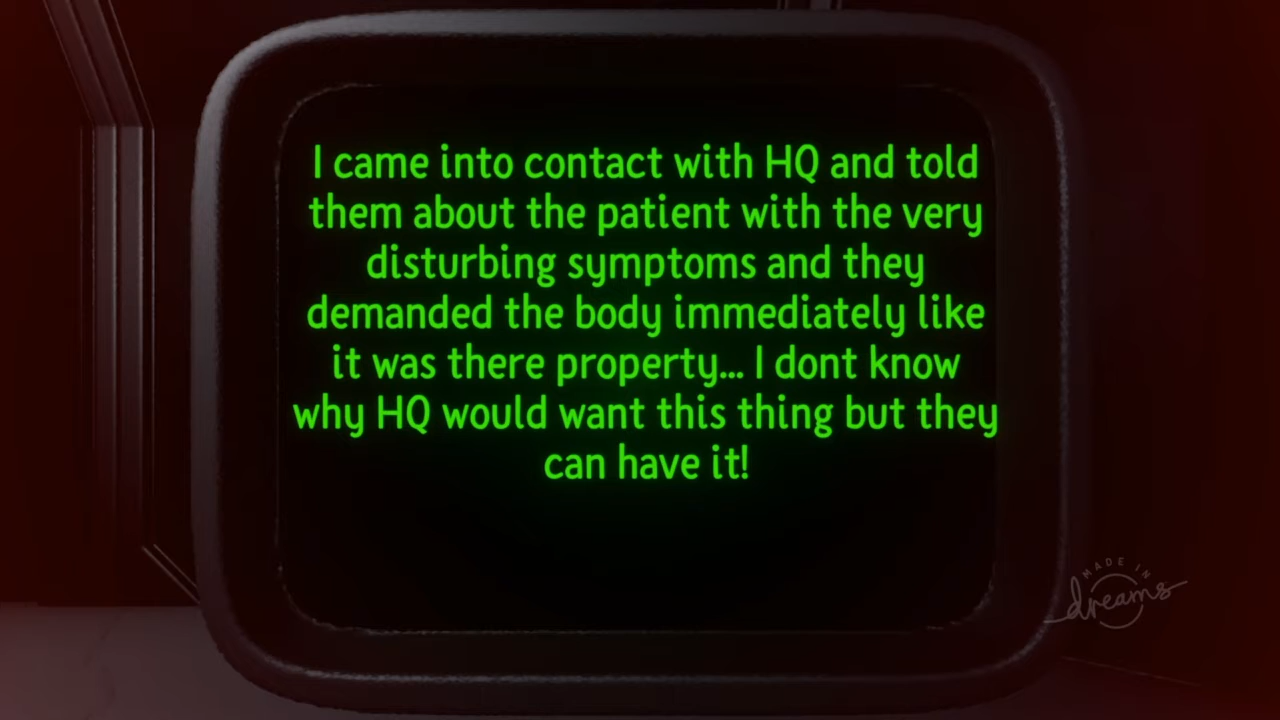 I came into contact with HQ and told
them about the patient with the very
disturbing symptoms and they
demanded the body immediately like
it was there property... I dont know
why HQ would want this thing but they
can have it!
MADE IN
dreams